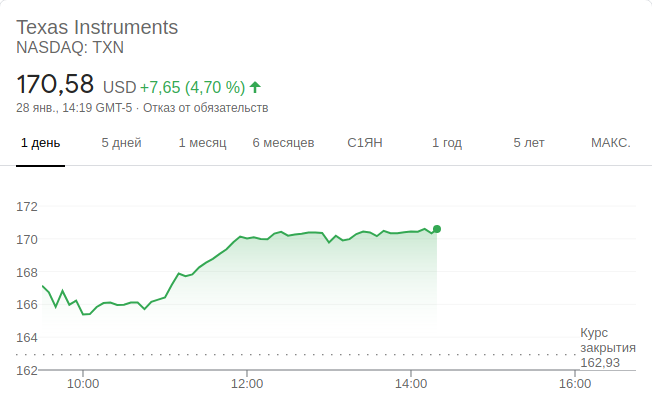 Texas Instruments
NASDAQ: TXN
170,58 USD +7,65 (4,70 %)
28 янв., 14:19 GMT-5 · Отказ от обязательств
1 день 5 дней 1 месяц 6 месяцев С1ЯН 1 год 5 лет МАКС.
172
170
168
166
164
Курс
закрытия
162,93
162
10:00 12:00 14:00 16:00